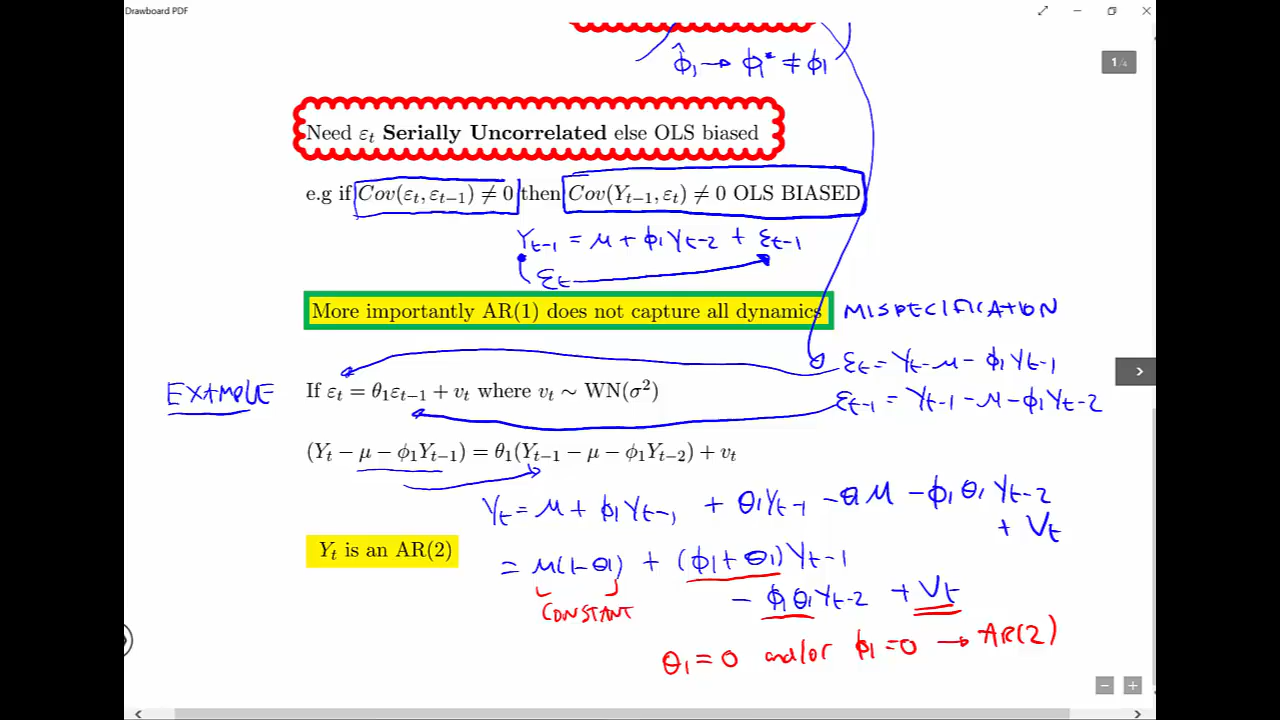 Drawboard PDF
ϕ̂₁ → ϕ₁* ≠ ϕ₁
1/4
Need εₜ Serially Uncorrelated else OLS biased
e.g if Cov(εₜ, εₜ₋₁) ≠ 0 then Cov(Yₜ₋₁, εₜ) ≠ 0 OLS BIASED
Yₜ₋₁ = μ + ϕ₁Yₜ₋₂ + εₜ₋₁
εₜ
More importantly AR(1) does not capture all dynamics
MISPECIFICATION
εₜ = Yₜ - μ - ϕ₁Yₜ₋₁
EXAMPLE
If εₜ = θ₁εₜ₋₁ + vₜ where vₜ ∼ WN(σ²)
εₜ₋₁ = Yₜ₋₁ - μ - ϕ₁Yₜ₋₂
(Yₜ − μ − ϕ₁Yₜ₋₁) = θ₁(Yₜ₋₁ − μ − ϕ₁Yₜ₋₂) + vₜ
Yₜ = μ + ϕ₁Yₜ₋₁ + θ₁Yₜ₋₁ - θ₁μ - ϕ₁θ₁Yₜ₋₂
+ Vₜ
Yₜ is an AR(2)
= μ(1-θ₁) + (ϕ₁+θ₁)Yₜ₋₁
- ϕ₁θ₁Yₜ₋₂ + Vₜ
CONSTANT
θ₁ = 0 and/or ϕ₁ = 0 → AR(2)